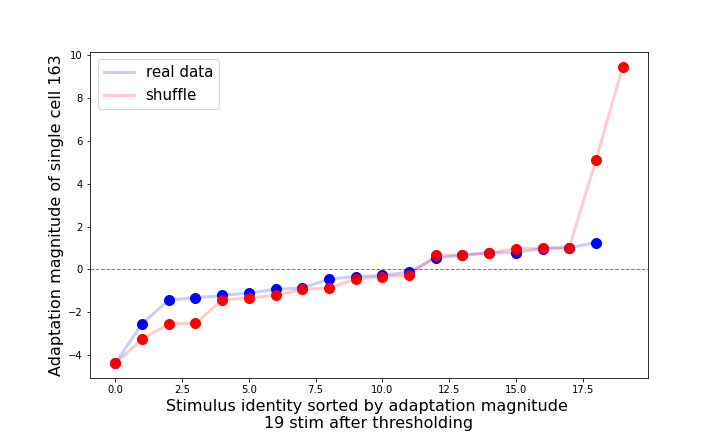 real data
shuffle
Adaptation magnitude of single cell 163
10
8
6
4
2
0
−2
−4
0.0 2.5 5.0 7.5 10.0 12.5 15.0 17.5
Stimulus identity sorted by adaptation magnitude
19 stim after thresholding